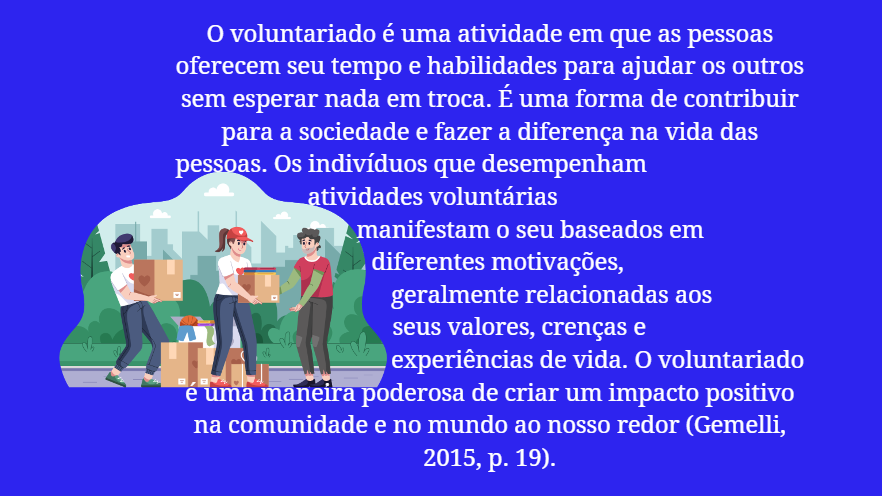 O voluntariado é uma atividade em que as pessoas
oferecem seu tempo e habilidades para ajudar os outros
sem esperar nada em troca. É uma forma de contribuir
para a sociedade e fazer a diferença na vida das
pessoas. Os indivíduos que desempenham
atividades voluntárias
manifestam o seu baseados em
diferentes motivações,
geralmente relacionadas aos
seus valores, crenças e
experiências de vida. O voluntariado
é uma maneira poderosa de criar um impacto positivo
na comunidade e no mundo ao nosso redor (Gemelli,
2015, p. 19).